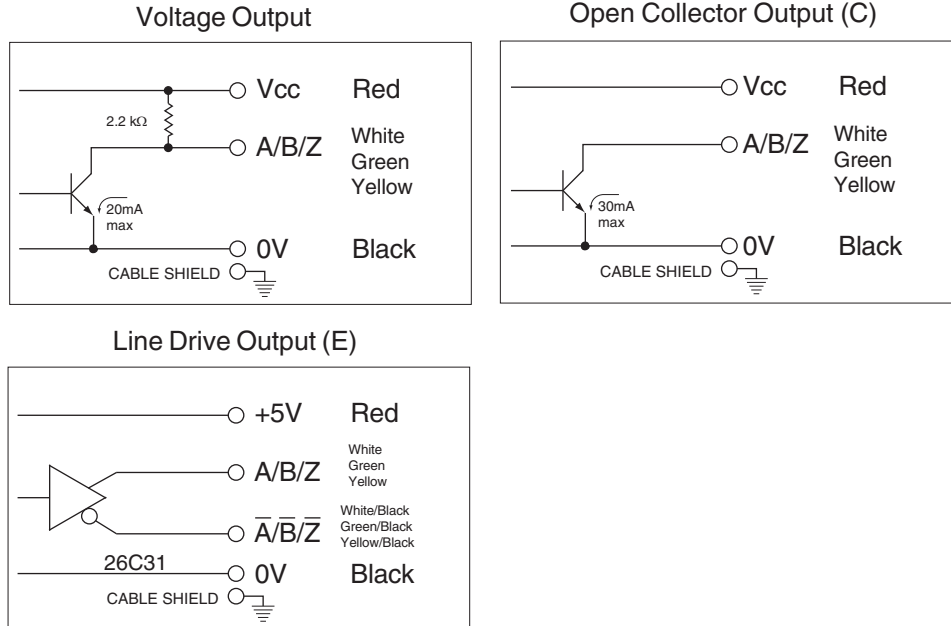 Voltage Output
Vcc Red
2.2 kΩ
A/B/Z White
Green
Yellow
20mA
max
0V Black
CABLE SHIELD
Open Collector Output (C)
Vcc Red
A/B/Z White
Green
Yellow
30mA
max
0V Black
CABLE SHIELD
Line Drive Output (E)
+5V Red
A/B/Z White
Green
Yellow
A̅/B̅/Z̅ White/Black
Green/Black
Yellow/Black
26C31
0V Black
CABLE SHIELD